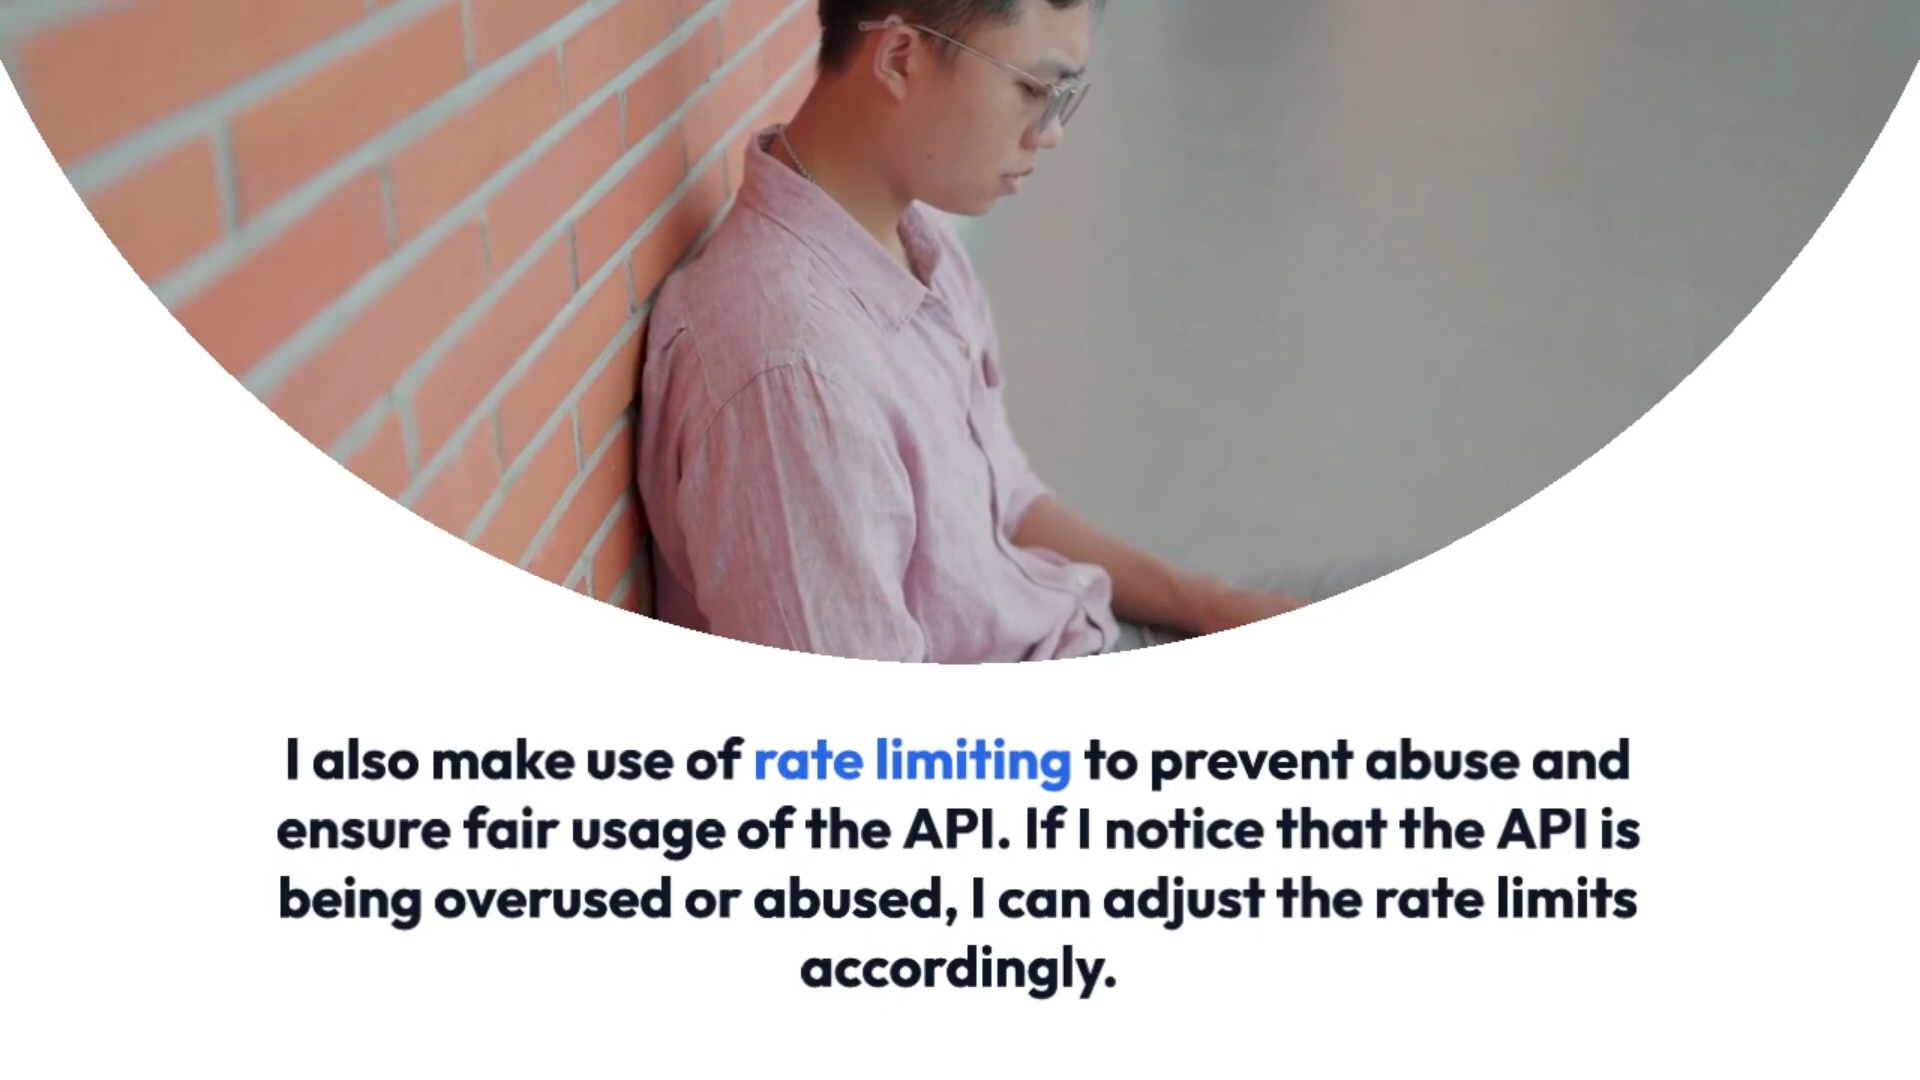 I also make use of rate limiting to prevent abuse and
ensure fair usage of the API. If I notice that the API is
being overused or abused, I can adjust the rate limits
accordingly.